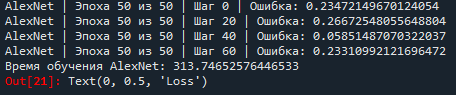 AlexNet | Эпоха 50 из 50 | Шаг 0 | Ошибка: 0.23472149670124054
AlexNet | Эпоха 50 из 50 | Шаг 20 | Ошибка: 0.26672548055648804
AlexNet | Эпоха 50 из 50 | Шаг 40 | Ошибка: 0.05851487070322037
AlexNet | Эпоха 50 из 50 | Шаг 60 | Ошибка: 0.23310992121696472
Время обучения AlexNet: 313.74652576446533
Out[21]: Text(0, 0.5, 'Loss')